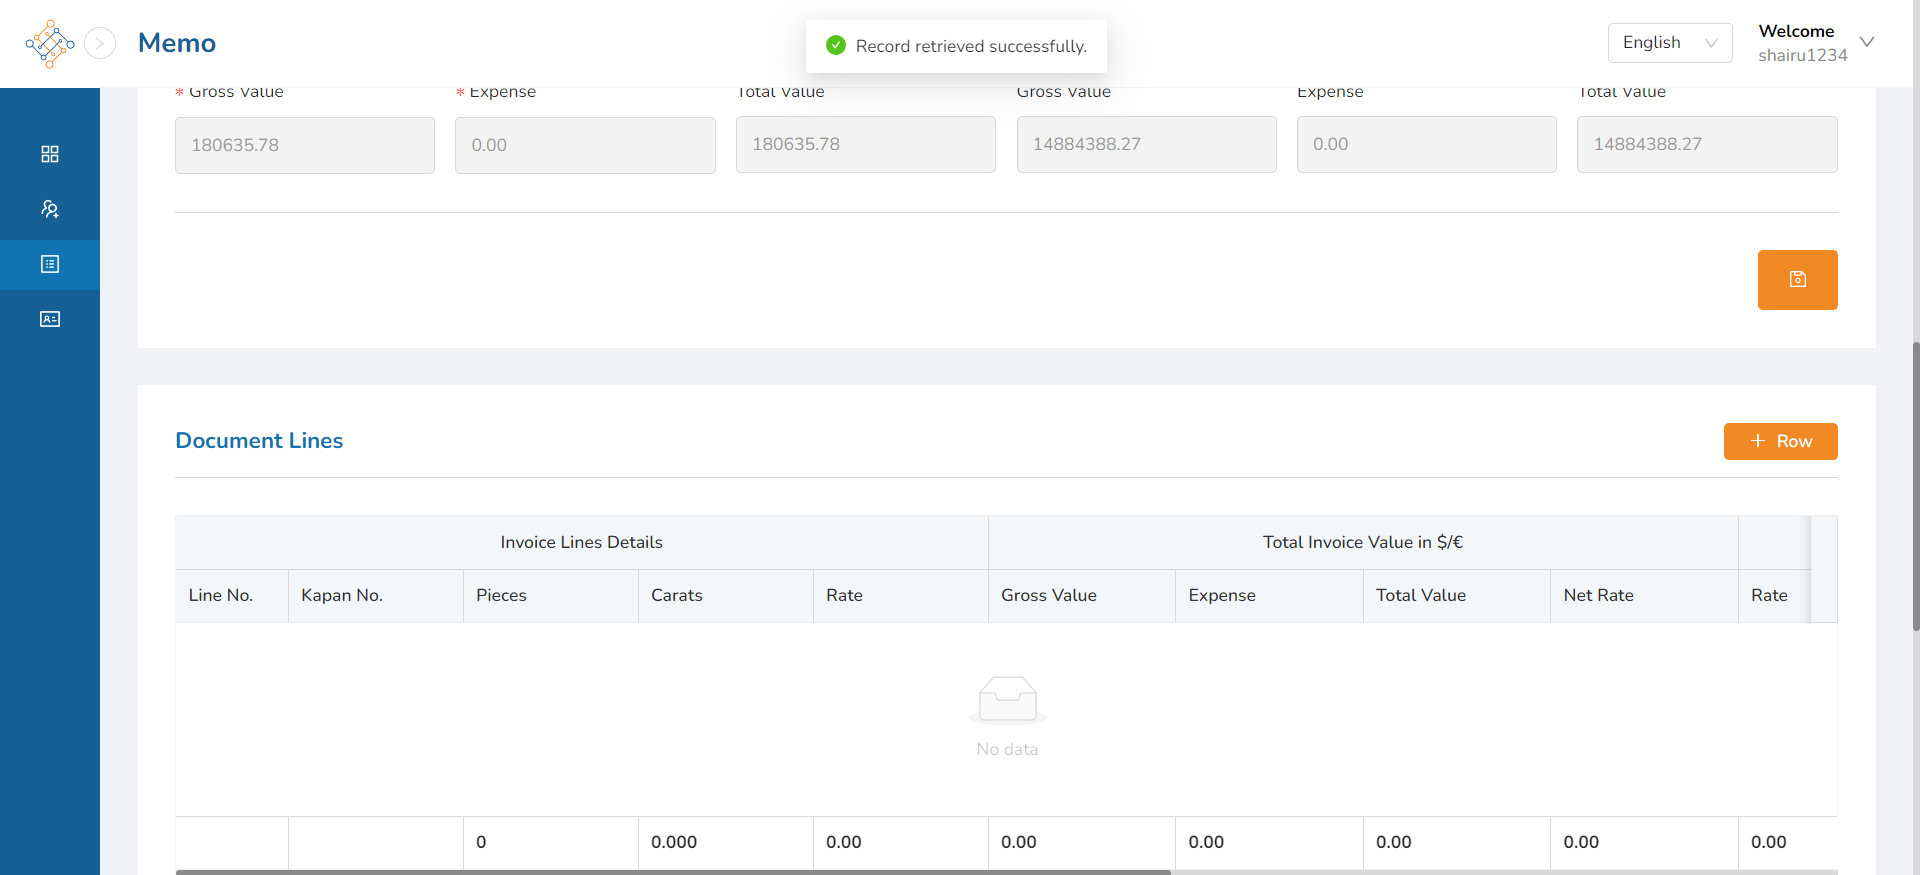 Memo
Record retrieved successfully.
English
Welcome
shairu1234
* Gross Value
* Expense
Total Value
Gross Value
Expense
Total Value
180635.78
0.00
180635.78
14884388.27
0.00
14884388.27
Document Lines
+ Row
Invoice Lines Details
Total Invoice Value in $/€
Line No.
Kapan No.
Pieces
Carats
Rate
Gross Value
Expense
Total Value
Net Rate
Rate
No data
0
0.000
0.00
0.00
0.00
0.00
0.00
0.00